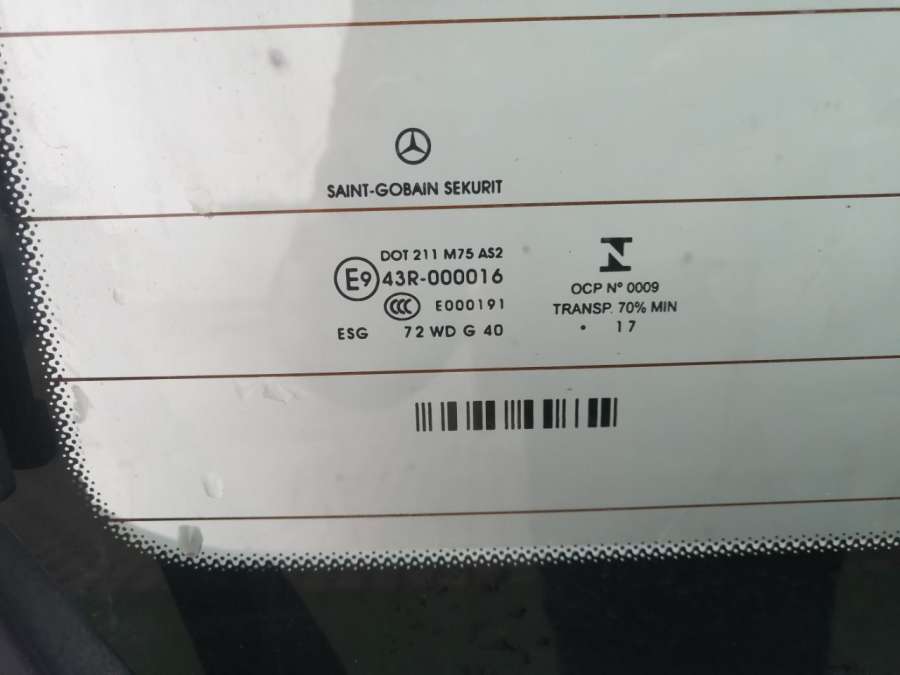 SAINT-GOBAIN SEKURIT
DOT 211 M75 AS2
E9 43R-000016
CCC E000191
ESG 72 WD G 40
N
OCP N° 0009
TRANSP. 70% MIN
• 17